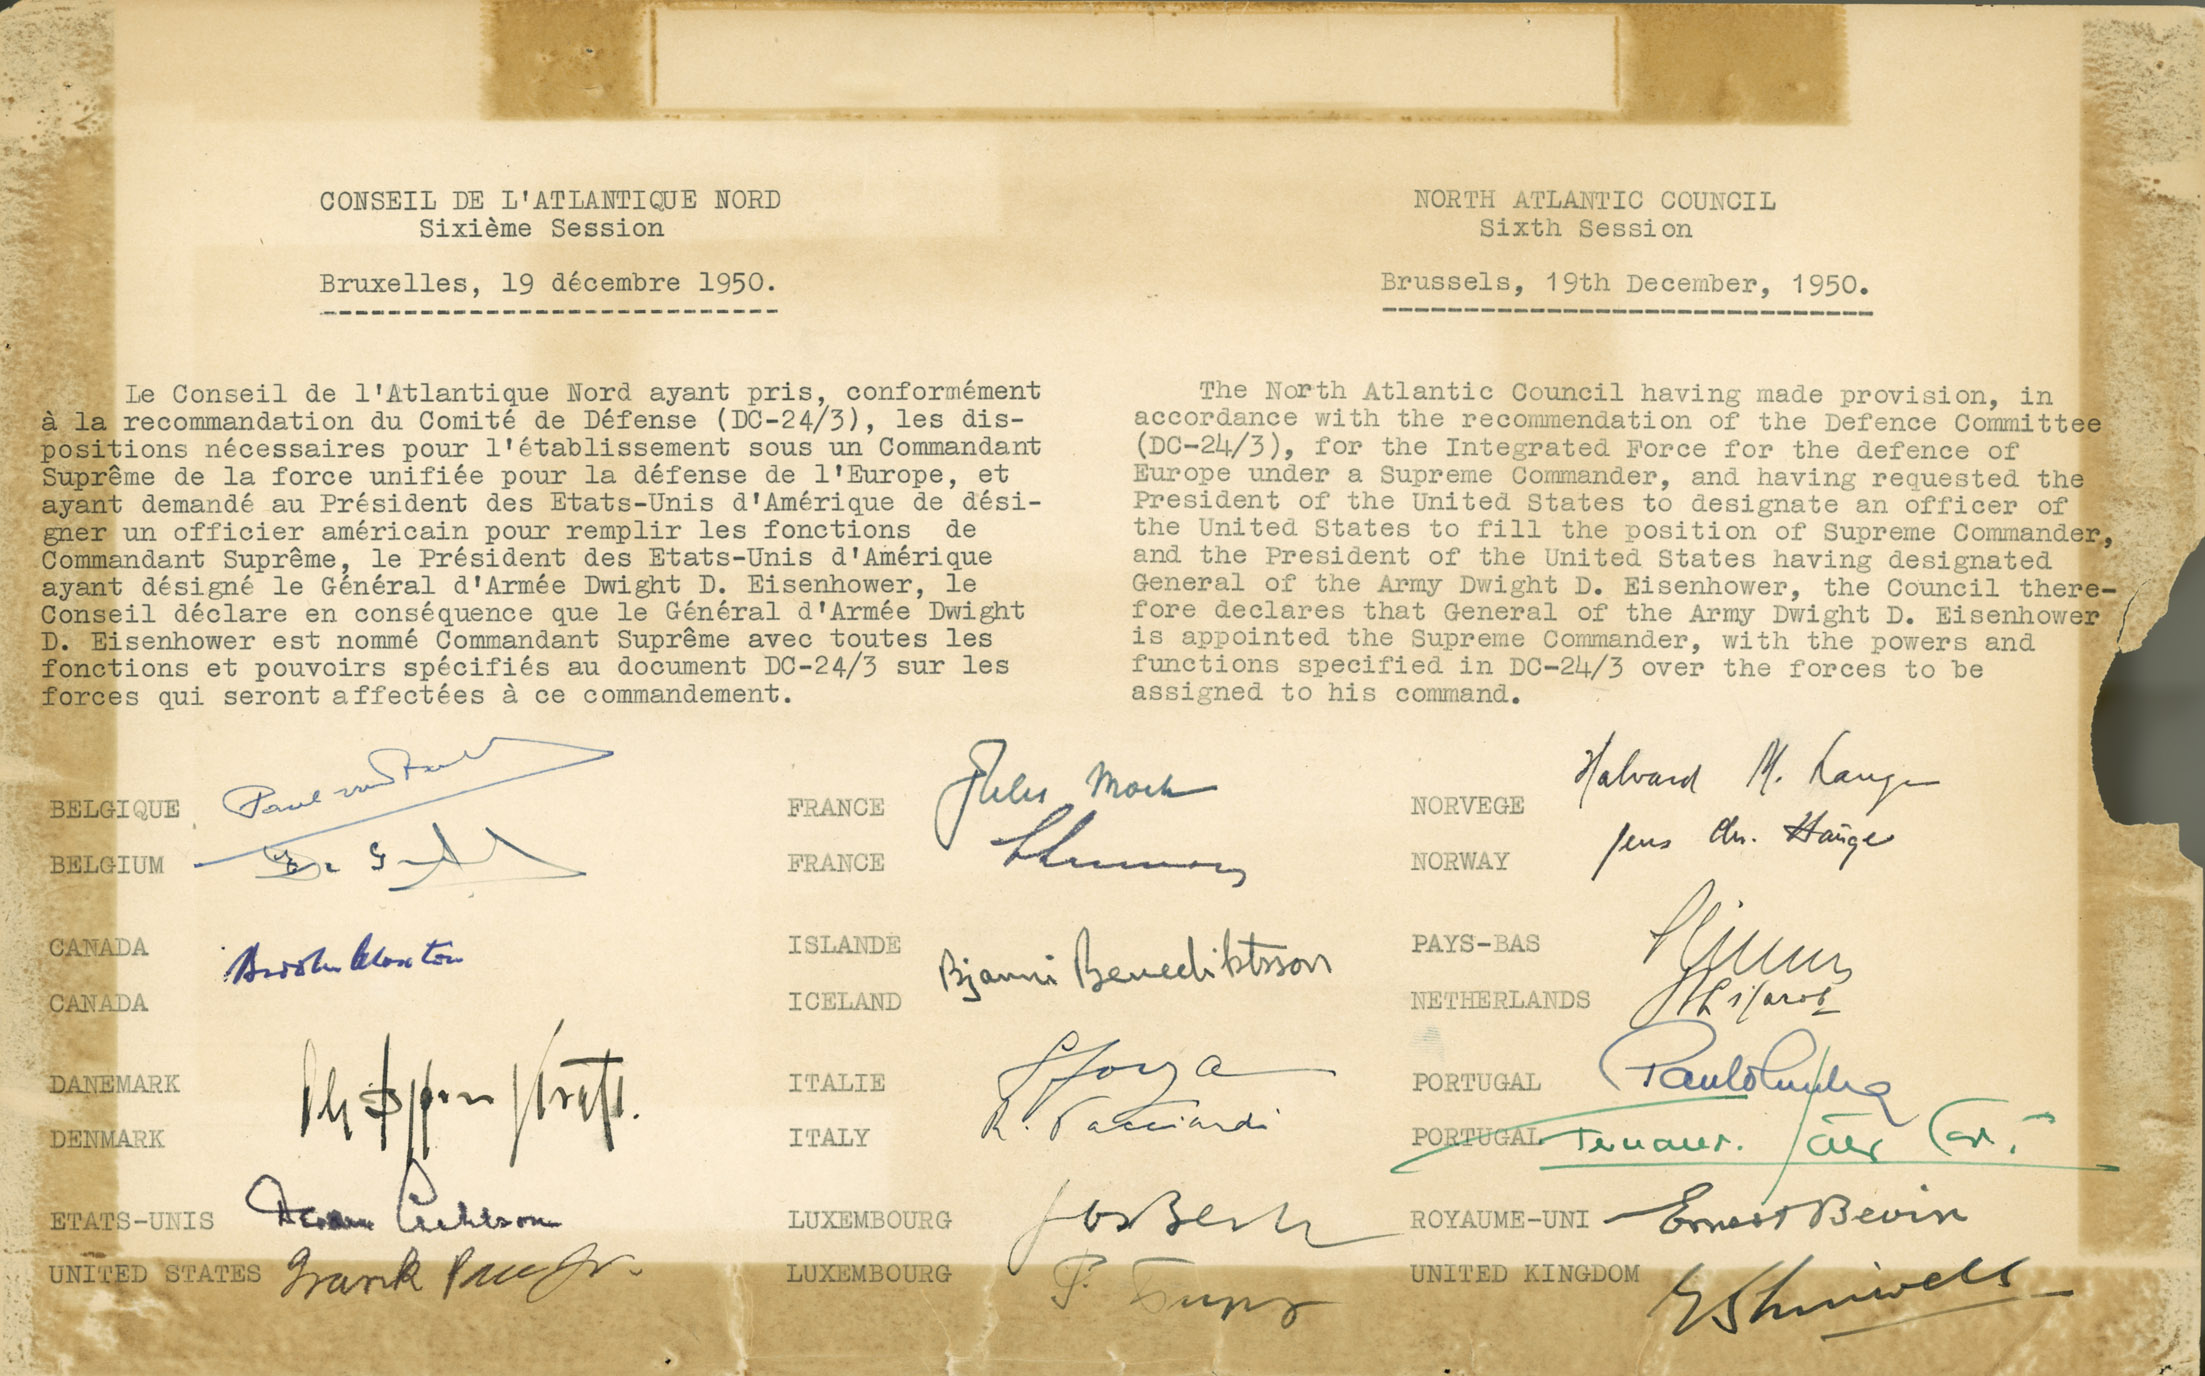 CONSEIL DE L'ATLANTIQUE NORD
Sixième Session
Bruxelles, 19 décembre 1950.
Le Conseil de l'Atlantique Nord ayant pris, conformément
à la recommandation du Comité de Défense (DC-24/3), les dis-
positions nécessaires pour l'établissement sous un Commandant
Suprême de la force unifiée pour la défense de l'Europe, et
ayant demandé au Président des Etats-Unis d'Amérique de dési-
gner un officier américain pour remplir les fonctions de
Commandant Suprême, le Président des Etats-Unis d'Amérique
ayant désigné le Général d'Armée Dwight D. Eisenhower, le
Conseil déclare en conséquence que le Général d'Armée Dwight
D. Eisenhower est nommé Commandant Suprême avec toutes les
fonctions et pouvoirs spécifiés au document DC-24/3 sur les
forces qui seront affectées à ce commandement.
NORTH ATLANTIC COUNCIL
Sixth Session
Brussels, 19th December, 1950.
The North Atlantic Council having made provision, in
accordance with the recommendation of the Defence Committee
(DC-24/3), for the Integrated Force for the defence of
Europe under a Supreme Commander, and having requested the
President of the United States to designate an officer of
the United States to fill the position of Supreme Commander,
and the President of the United States having designated
General of the Army Dwight D. Eisenhower, the Council there-
fore declares that General of the Army Dwight D. Eisenhower
is appointed the Supreme Commander, with the powers and
functions specified in DC-24/3 over the forces to be
assigned to his command.
BELGIQUE Paul van
BELGIUM
CANADA Brooke Claxton
CANADA
DANEMARK
DENMARK
ETATS-UNIS Dean Acheson
UNITED STATES Frank Pace Jr.
FRANCE Jules Moch
FRANCE Schuman
ISLANDE Bjarni Benediktsson
ICELAND
ITALIE Sforza
ITALY R. Pacciardi
LUXEMBOURG Jos Bech
LUXEMBOURG
NORVEGE Halvard M. Lange
NORWAY Jens Chr. Hauge
PAYS-BAS
NETHERLANDS
PORTUGAL Paulo Cunha
PORTUGAL
ROYAUME-UNI Ernest Bevin
UNITED KINGDOM E Shinwell